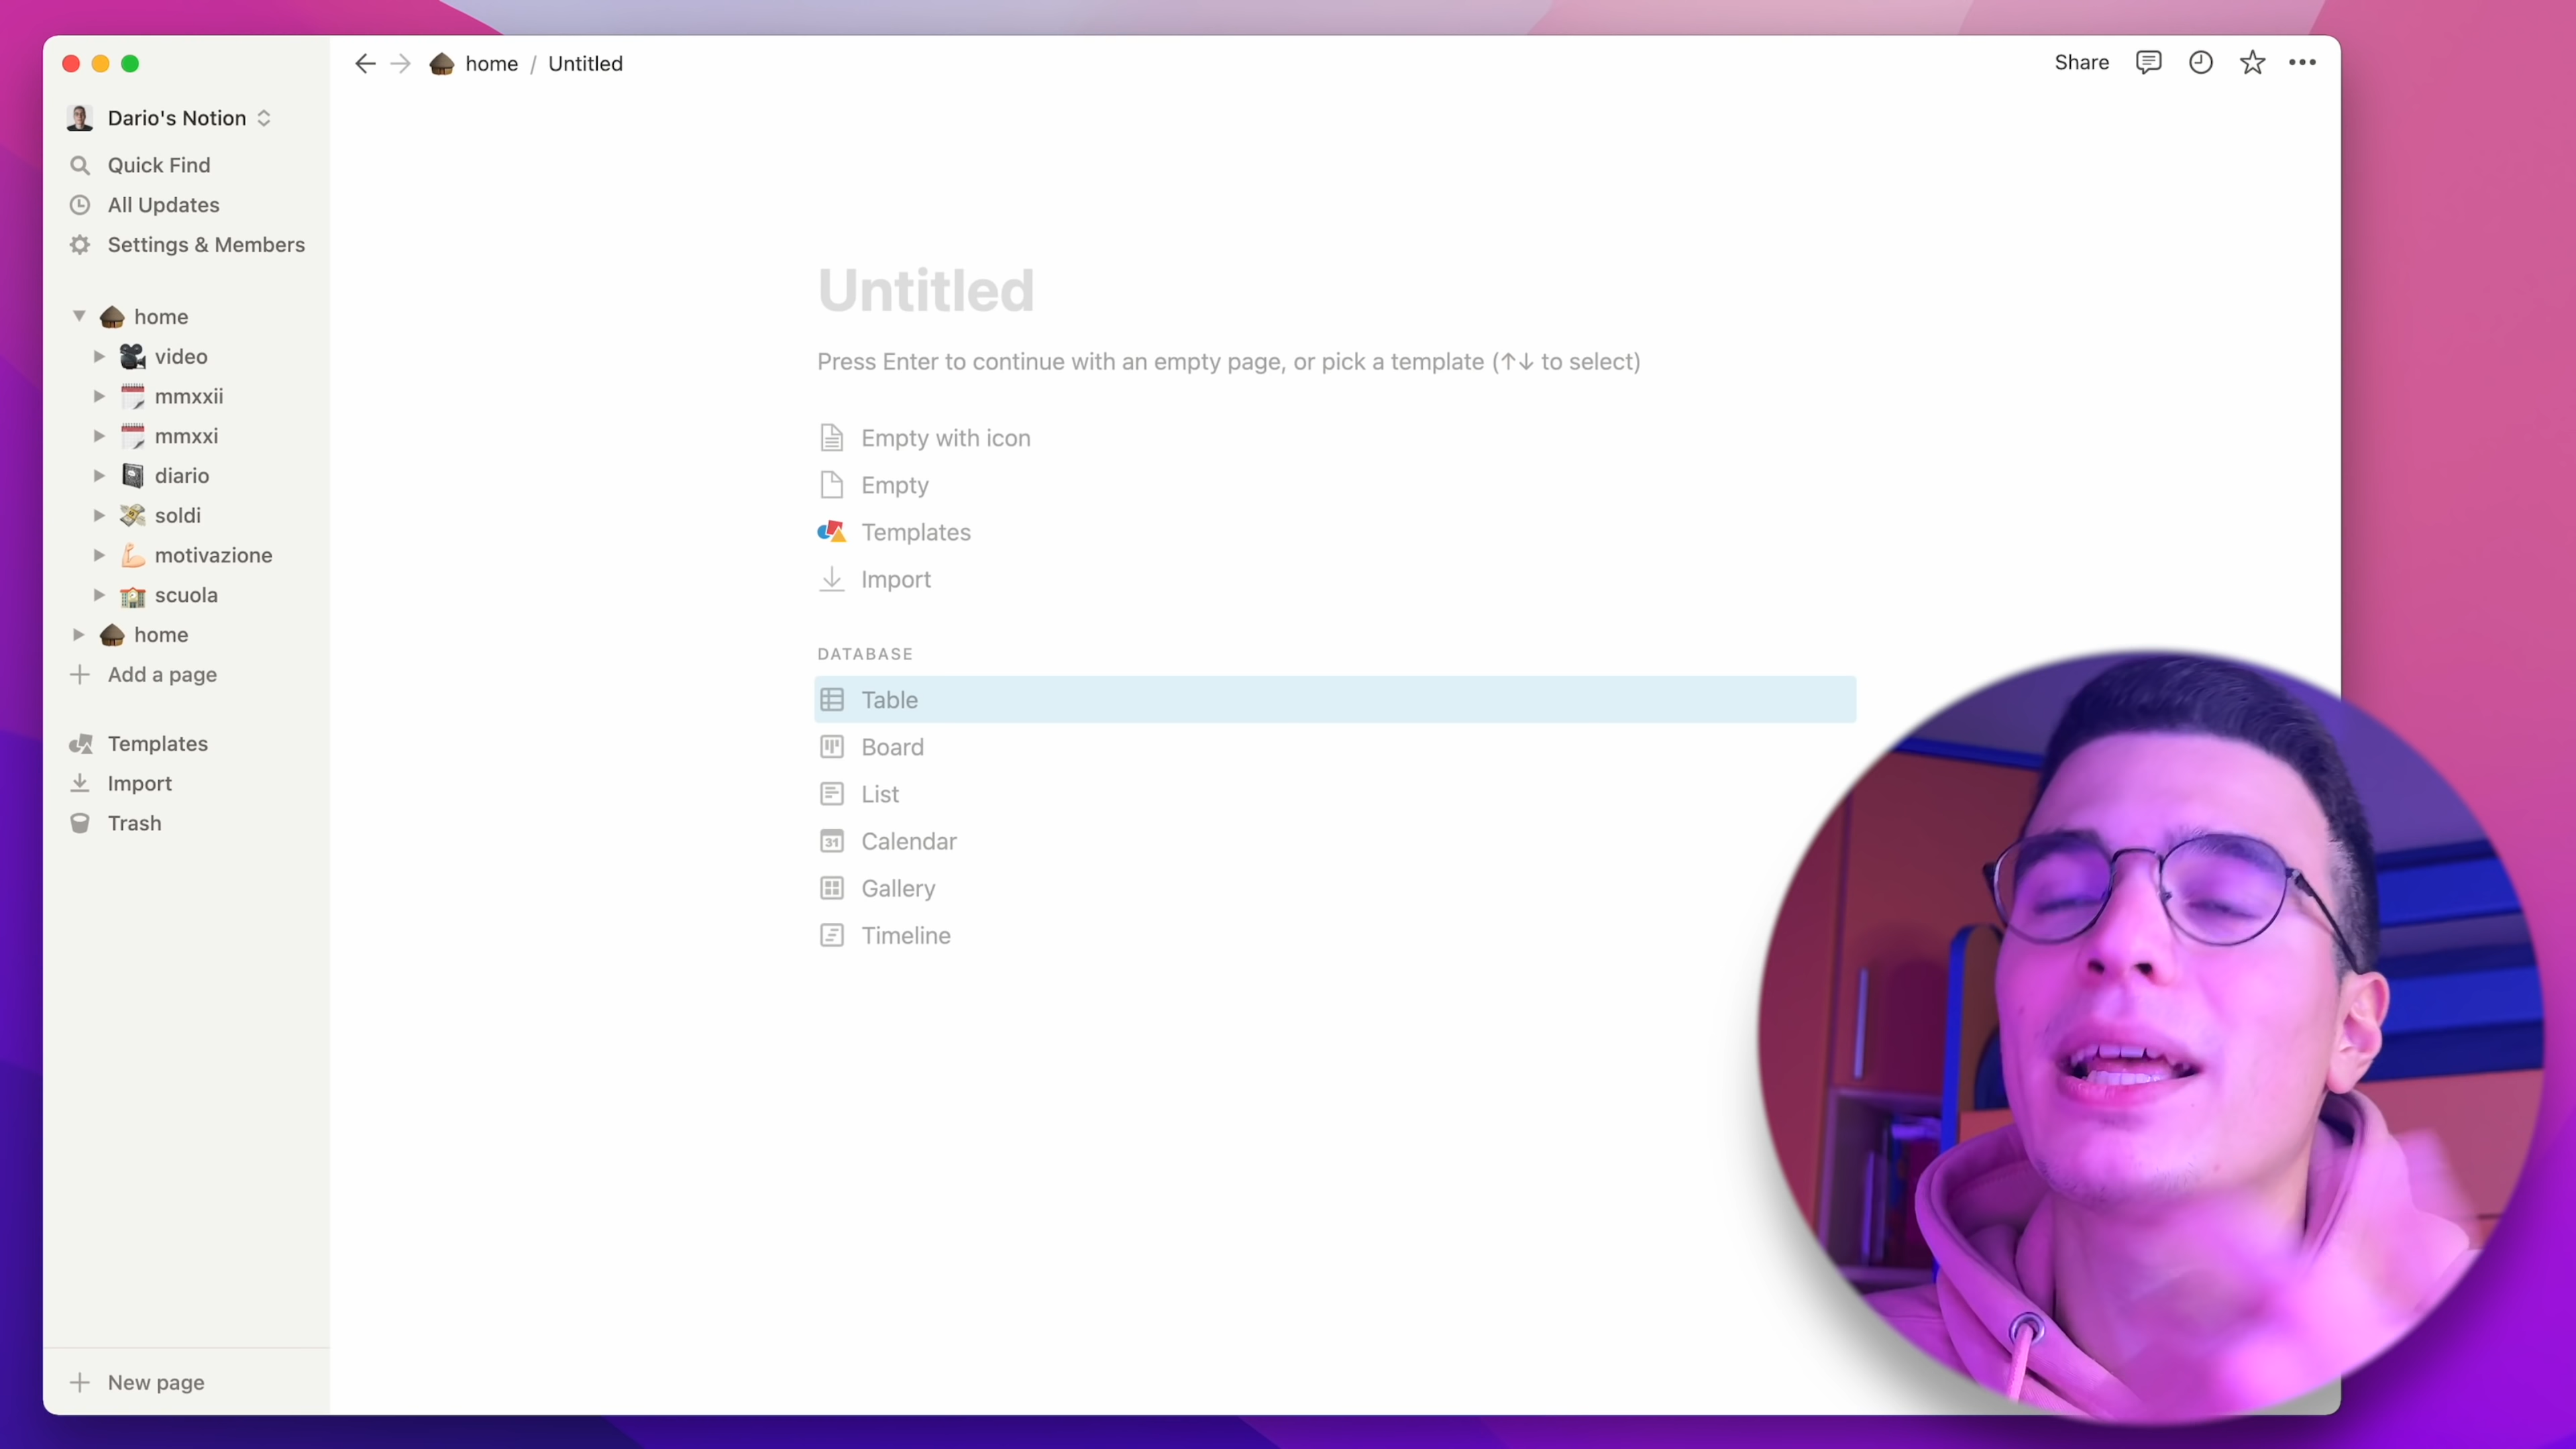 home / Untitled
Share
Dario's Notion
Quick Find
All Updates
Settings & Members
home
video
mmxxii
mmxxi
diario
soldi
motivazione
scuola
home
Add a page
Templates
Import
Trash
New page
Untitled
Press Enter to continue with an empty page, or pick a template (↑↓ to select)
Empty with icon
Empty
Templates
Import
DATABASE
Table
Board
List
31 Calendar
Gallery
Timeline